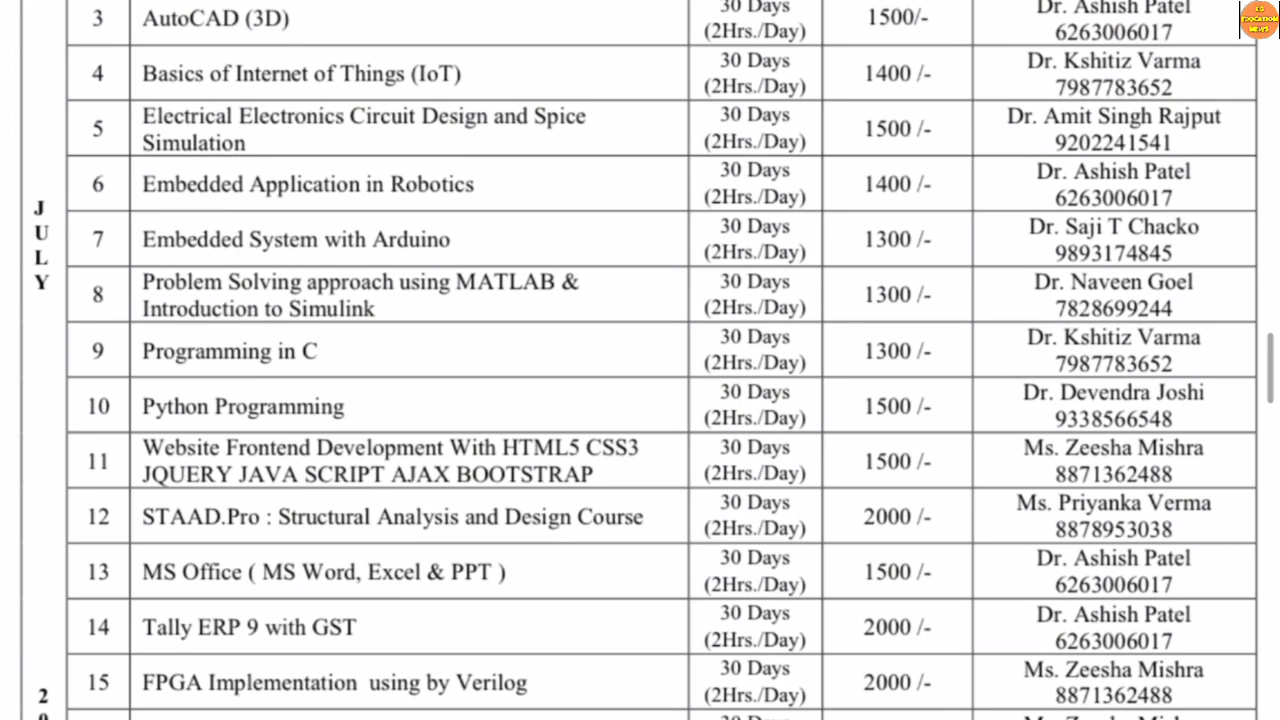 3 AutoCAD (3D) 30 Days (2Hrs./Day) 1500/- Dr. Ashish Patel 6263006017
4 Basics of Internet of Things (IoT) 30 Days (2Hrs./Day) 1400 /- Dr. Kshitiz Varma 7987783652
5 Electrical Electronics Circuit Design and Spice Simulation 30 Days (2Hrs./Day) 1500 /- Dr. Amit Singh Rajput 9202241541
6 Embedded Application in Robotics 30 Days (2Hrs./Day) 1400 /- Dr. Ashish Patel 6263006017
7 Embedded System with Arduino 30 Days (2Hrs./Day) 1300 /- Dr. Saji T Chacko 9893174845
8 Problem Solving approach using MATLAB & Introduction to Simulink 30 Days (2Hrs./Day) 1300 /- Dr. Naveen Goel 7828699244
9 Programming in C 30 Days (2Hrs./Day) 1300 /- Dr. Kshitiz Varma 7987783652
10 Python Programming 30 Days (2Hrs./Day) 1500 /- Dr. Devendra Joshi 9338566548
11 Website Frontend Development With HTML5 CSS3 JQUERY JAVA SCRIPT AJAX BOOTSTRAP 30 Days (2Hrs./Day) 1500 /- Ms. Zeesha Mishra 8871362488
12 STAAD.Pro : Structural Analysis and Design Course 30 Days (2Hrs./Day) 2000 /- Ms. Priyanka Verma 8878953038
13 MS Office ( MS Word, Excel & PPT ) 30 Days (2Hrs./Day) 1500 /- Dr. Ashish Patel 6263006017
14 Tally ERP 9 with GST 30 Days (2Hrs./Day) 2000 /- Dr. Ashish Patel 6263006017
15 FPGA Implementation using by Verilog 30 Days (2Hrs./Day) 2000 /- Ms. Zeesha Mishra 8871362488
J
U
L
Y
2
CG
EDUCATION
NEWS